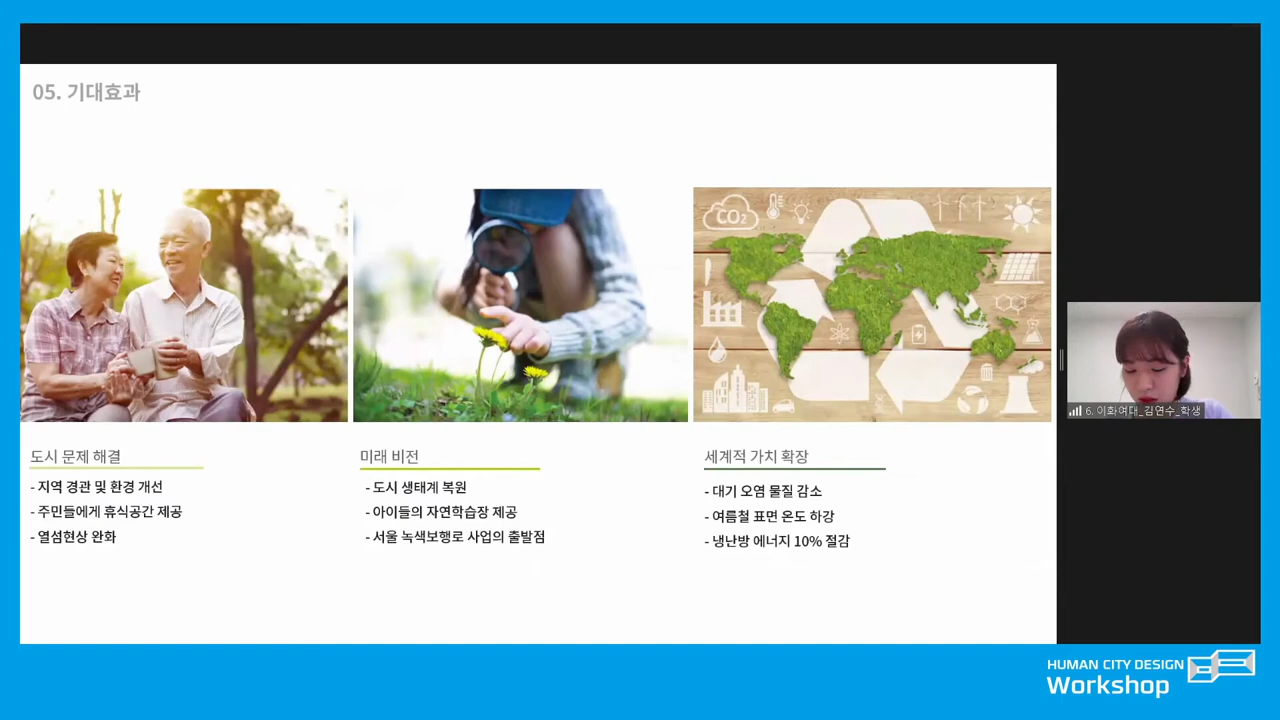 05. 기대효과
CO2
도시 문제 해결
- 지역 경관 및 환경 개선
- 주민들에게 휴식공간 제공
- 열섬현상 완화
미래 비전
- 도시 생태계 복원
- 아이들의 자연학습장 제공
- 서울 녹색보행로 사업의 출발점
세계적 가치 확장
- 대기 오염 물질 감소
- 여름철 표면 온도 하강
- 냉난방 에너지 10% 절감
6. 이화여대_김연수_학생
HUMAN CITY DESIGN
Workshop